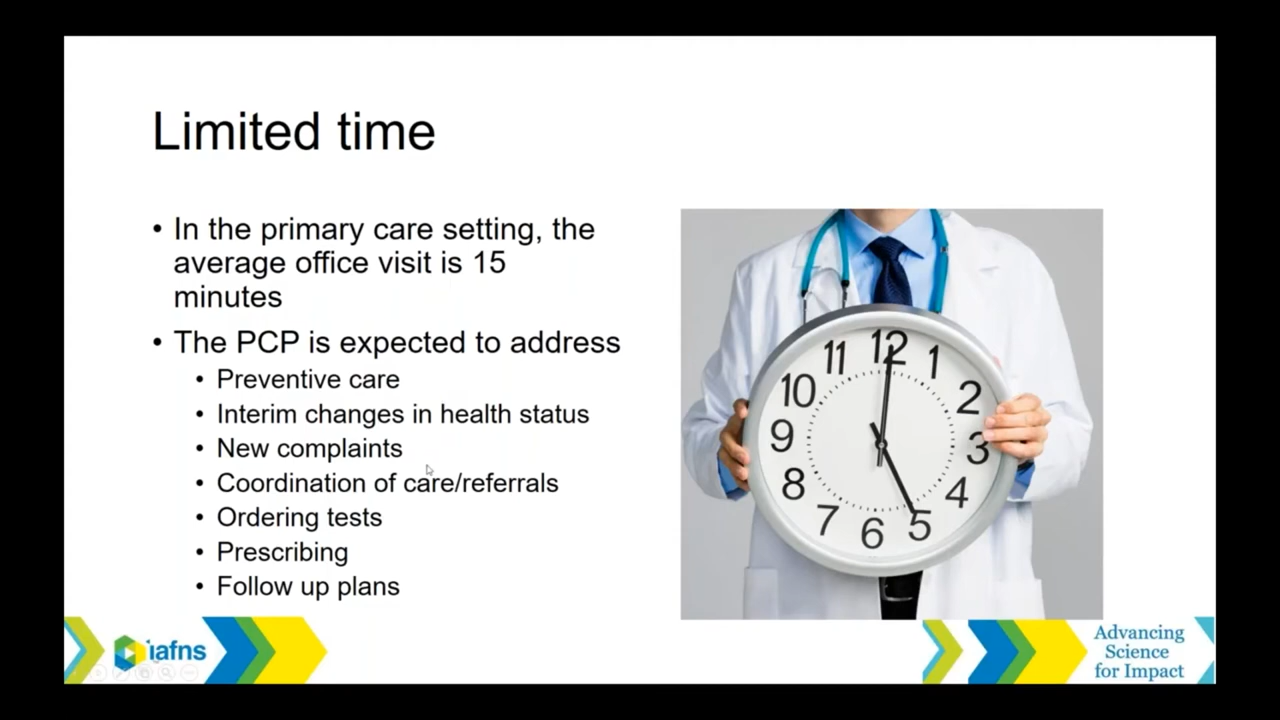 Limited time
• In the primary care setting, the
average office visit is 15
minutes
• The PCP is expected to address
• Preventive care
• Interim changes in health status
• New complaints
• Coordination of care/referrals
• Ordering tests
• Prescribing
• Follow up plans
12
1
2
3
4
5
6
7
8
9
10
11
iafns
Advancing
Science
for Impact